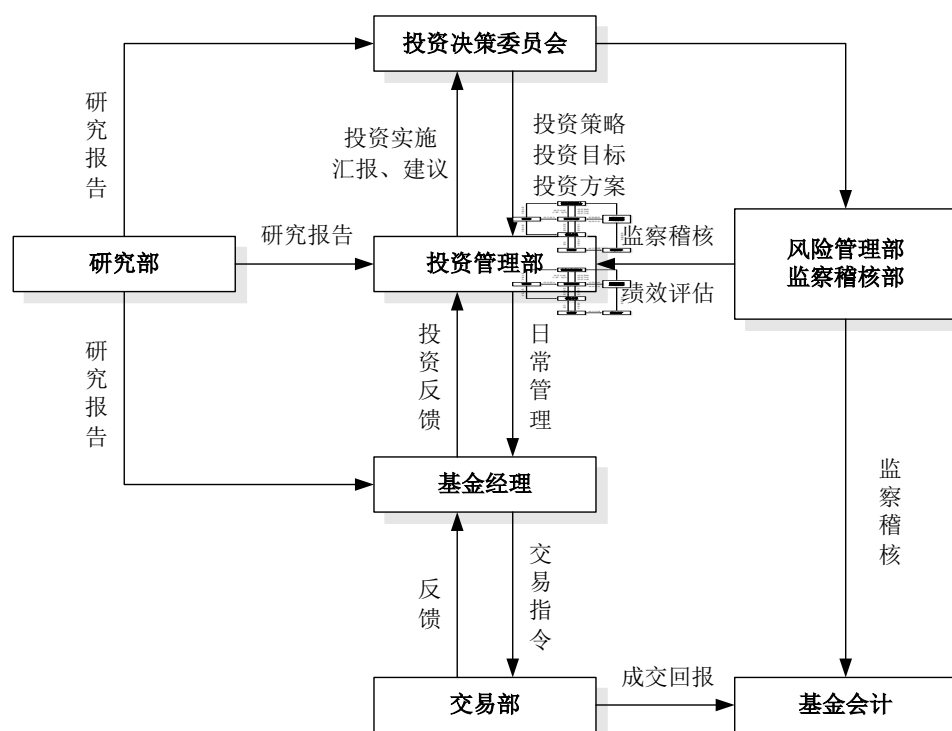 投资决策委员会
研究报告
投资实施
汇报、建议
投资策略
投资目标
投资方案
研究部
研究报告
投资管理部
监察稽核
绩效评估
风险管理部
监察稽核部
研究报告
投资反馈
日常管理
基金经理
监察稽核
反馈
交易指令
交易部
成交回报
基金会计